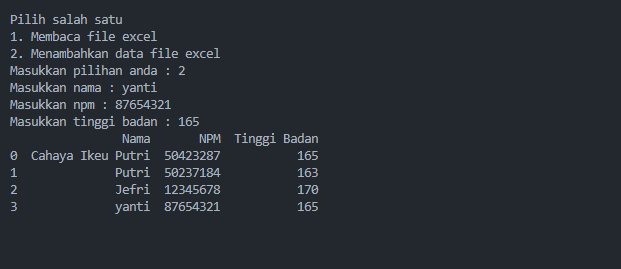 Pilih salah satu
1. Membaca file excel
2. Menambahkan data file excel
Masukkan pilihan anda : 2
Masukkan nama : yanti
Masukkan npm : 87654321
Masukkan tinggi badan : 165
Nama NPM Tinggi Badan
0 Cahaya Ikeu Putri 50423287 165
1 Putri 50237184 163
2 Jefri 12345678 170
3 yanti 87654321 165